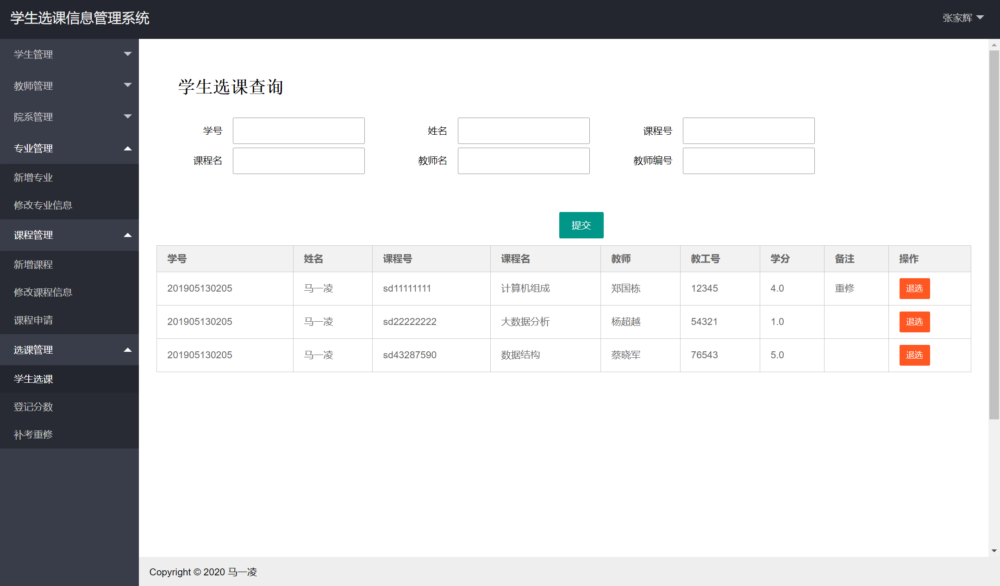 学生选课信息管理系统
张家辉
学生管理
教师管理
院系管理
专业管理
新增专业
修改专业信息
课程管理
新增课程
修改课程信息
课程申请
选课管理
学生选课
登记分数
补考重修
学生选课查询
学号 姓名 课程号
课程名 教师名 教师编号
提交
学号 姓名 课程号 课程名 教师 教工号 学分 备注 操作
201905130205 马一凌 sd11111111 计算机组成 郑国栋 12345 4.0 重修 退选
201905130205 马一凌 sd22222222 大数据分析 杨超越 54321 1.0 退选
201905130205 马一凌 sd43287590 数据结构 蔡晓军 76543 5.0 退选
Copyright © 2020 马一凌